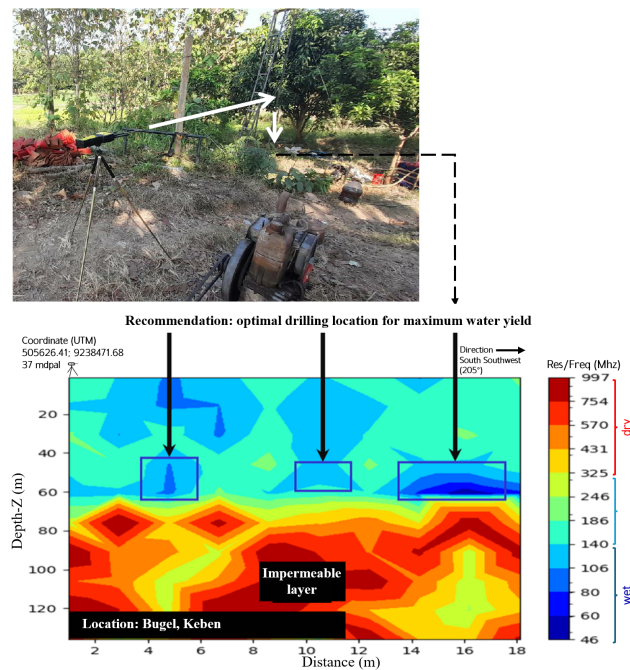 Recommendation: optimal drilling location for maximum water yield
Coordinate (UTM)
505626.41; 9238471.68
37 mdpal
Direction
South Southwest
(205°)
Res/Freq (Mhz)
997
754
570
431
325
246
186
140
106
80
60
46
dry
wet
Depth-Z (m)
20
40
60
80
100
120
Impermeable
layer
Location: Bugel, Keben
2
4
6
8
10
12
14
16
18
Distance (m)